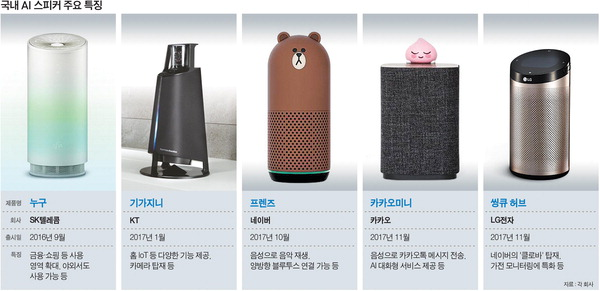 국내 AI 스피커 주요 특징
LG
제품명 누구 기가지니 프렌즈 카카오미니 씽큐 허브
회사 SK텔레콤 KT 네이버 카카오 LG전자
출시일 2016년 9월 2017년 1월 2017년 10월 2017년 11월 2017년 11월
특징 금융·쇼핑 등 사용 홈 IoT 등 다양한 기능 제공, 음성으로 음악 재생, 음성으로 카카오톡 메시지 전송, 네이버의 '클로바' 탑재,
영역 확대, 야외서도 카메라 탑재 등 양방향 블루투스 연결 가능 등 AI 대화형 서비스 제공 등 가전 모니터링에 특화 등
사용 가능 등
자료 : 각 회사